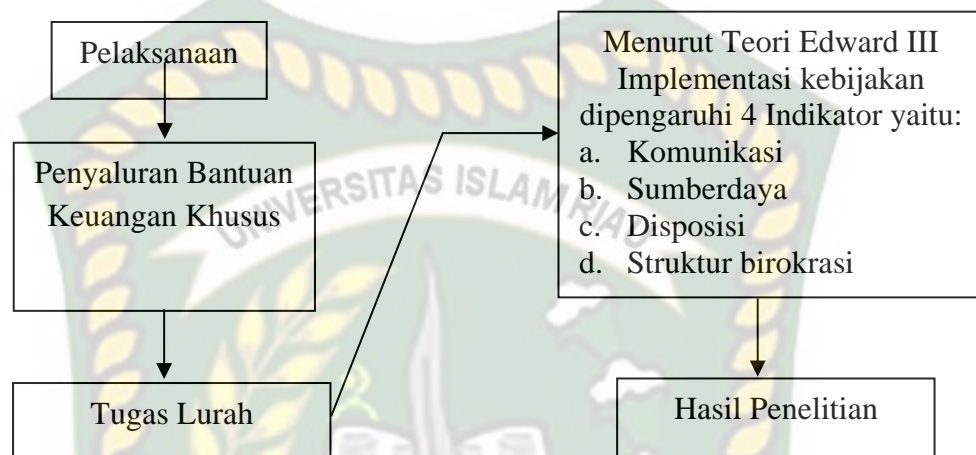 Pelaksanaan
Penyaluran Bantuan
Keuangan Khusus
Tugas Lurah
Menurut Teori Edward III
Implementasi kebijakan
dipengaruhi 4 Indikator yaitu:
a. Komunikasi
b. Sumberdaya
c. Disposisi
d. Struktur birokrasi
Hasil Penelitian
UNIVERSITAS ISLAM RIAU